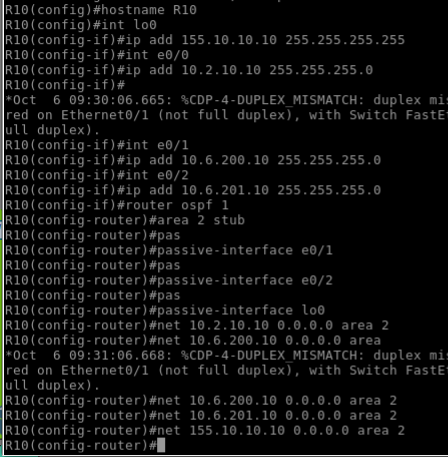 R10(config)#hostname R10
R10(config)#int lo0
R10(config-if)#ip add 155.10.10.10 255.255.255.255
R10(config-if)#int e0/0
R10(config-if)#ip add 10.2.10.10 255.255.255.0
R10(config-if)#
*Oct  6 09:30:06.665: %CDP-4-DUPLEX_MISMATCH: duplex mis
red on Ethernet0/1 (not full duplex), with Switch FastEt
ull duplex).
R10(config-if)#int e0/1
R10(config-if)#ip add 10.6.200.10 255.255.255.0
R10(config-if)#int e0/2
R10(config-if)#ip add 10.6.201.10 255.255.255.0
R10(config-if)#router ospf 1
R10(config-router)#area 2 stub
R10(config-router)#pas
R10(config-router)#passive-interface e0/1
R10(config-router)#pas
R10(config-router)#passive-interface e0/2
R10(config-router)#pas
R10(config-router)#passive-interface lo0
R10(config-router)#net 10.2.10.10 0.0.0.0 area 2
R10(config-router)#net 10.6.200.10 0.0.0.0 area
*Oct  6 09:31:06.668: %CDP-4-DUPLEX_MISMATCH: duplex mis
red on Ethernet0/1 (not full duplex), with Switch FastEt
ull duplex).
R10(config-router)#net 10.6.200.10 0.0.0.0 area 2
R10(config-router)#net 10.6.201.10 0.0.0.0 area 2
R10(config-router)#net 155.10.10.10 0.0.0.0 area 2
R10(config-router)#